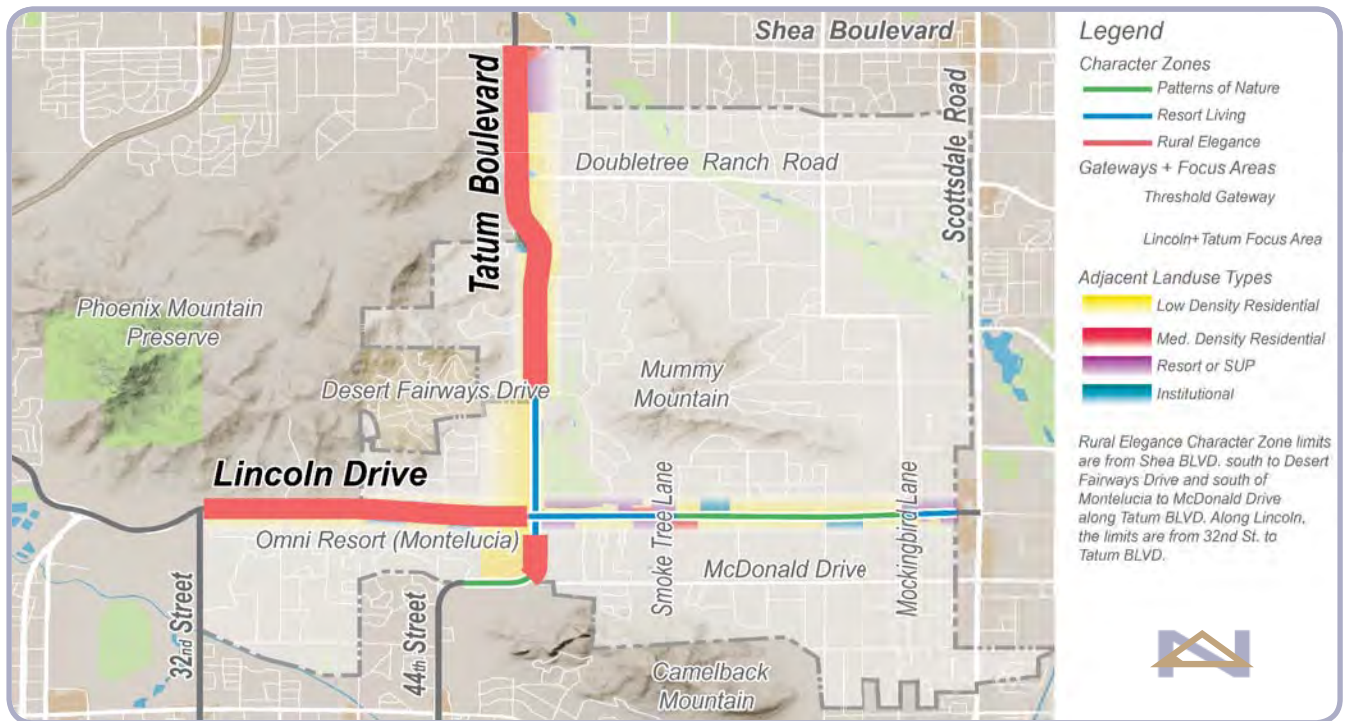 Shea Boulevard
Tatum Boulevard
Scottsdale Road
Doubletree Ranch Road
Phoenix Mountain
Preserve
Desert Fairways Drive
Mummy
Mountain
Lincoln Drive
Omni Resort (Montelucia)
Smoke Tree Lane
Mockingbird Lane
McDonald Drive
32nd Street
44th Street
Camelback
Mountain
Legend
Character Zones
Patterns of Nature
Resort Living
Rural Elegance
Gateways + Focus Areas
Threshold Gateway
Lincoln+Tatum Focus Area
Adjacent Landuse Types
Low Density Residential
Med. Density Residential
Resort or SUP
Institutional
Rural Elegance Character Zone limits
are from Shea BLVD. south to Desert
Fairways Drive and south of
Montelucia to McDonald Drive
along Tatum BLVD. Along Lincoln,
the limits are from 32nd St. to
Tatum BLVD.
N